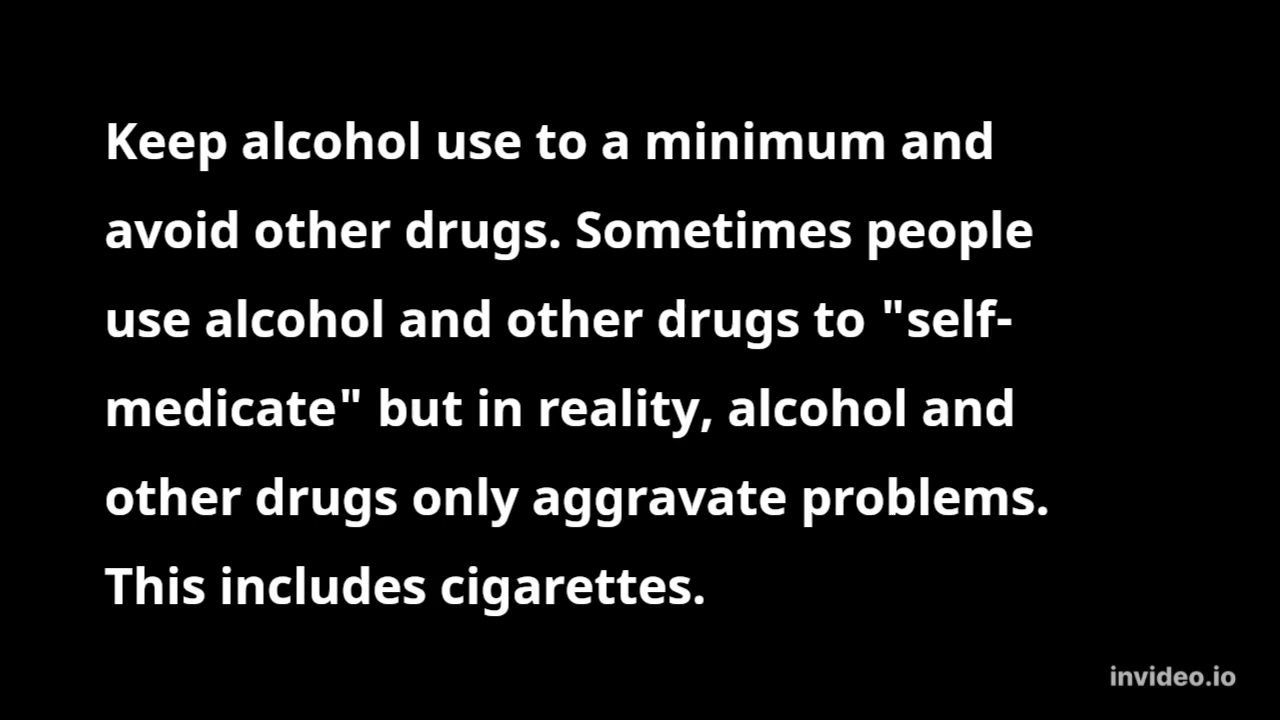 Keep alcohol use to a minimum and
avoid other drugs. Sometimes people
use alcohol and other drugs to "self-
medicate" but in reality, alcohol and
other drugs only aggravate problems.
This includes cigarettes.
invideo.io